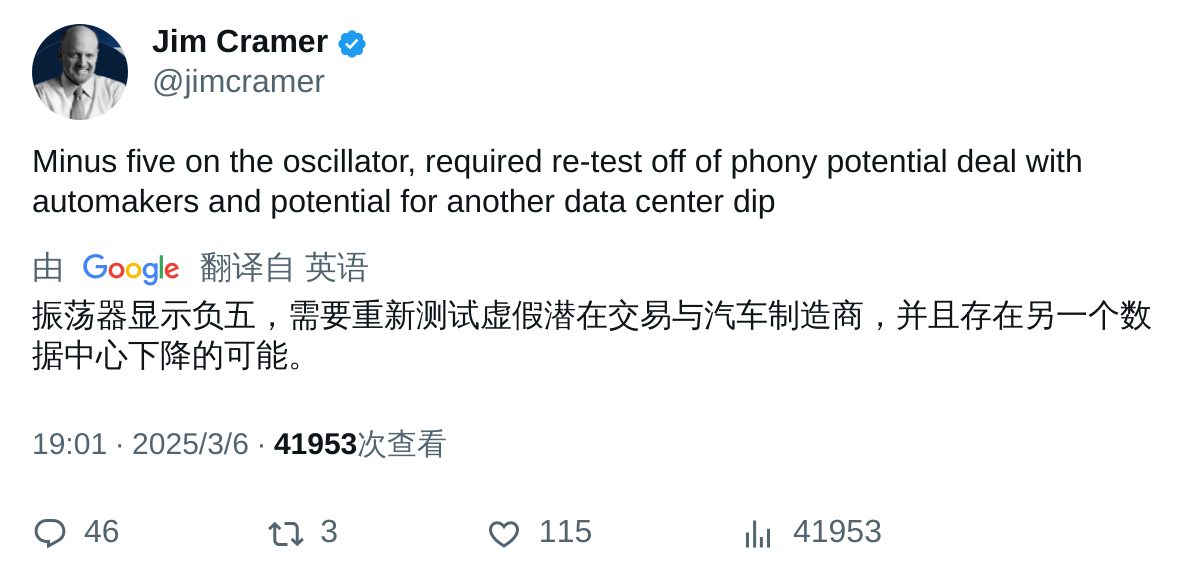 Jim Cramer
@jimcramer
Minus five on the oscillator, required re-test off of phony potential deal with
automakers and potential for another data center dip
由 Google 翻译自 英语
振荡器显示负五，需要重新测试虚假潜在交易与汽车制造商，并且存在另一个数
据中心下降的可能。
19:01 · 2025/3/6 · 41953次查看
46 3 115 41953